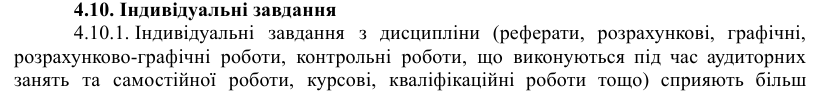 4.10. Індивідуальні завдання
4.10.1. Індивідуальні завдання з дисципліни (реферати, розрахункові, графічні,
розрахунково-графічні роботи, контрольні роботи, що виконуються під час аудиторних
занять та самостійної роботи, курсові, кваліфікаційні роботи тощо) сприяють більш